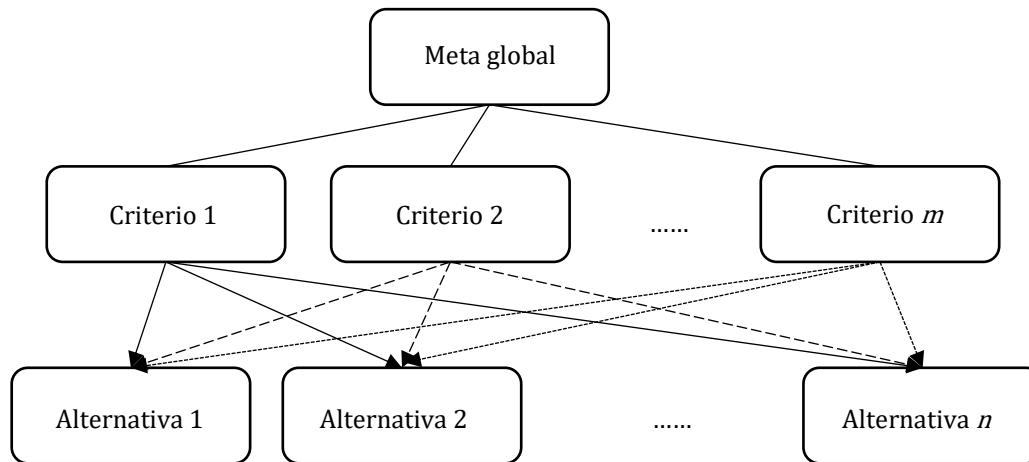 Meta global
Criterio 1
Criterio 2
......
Criterio m
Alternativa 1
Alternativa 2
......
Alternativa n